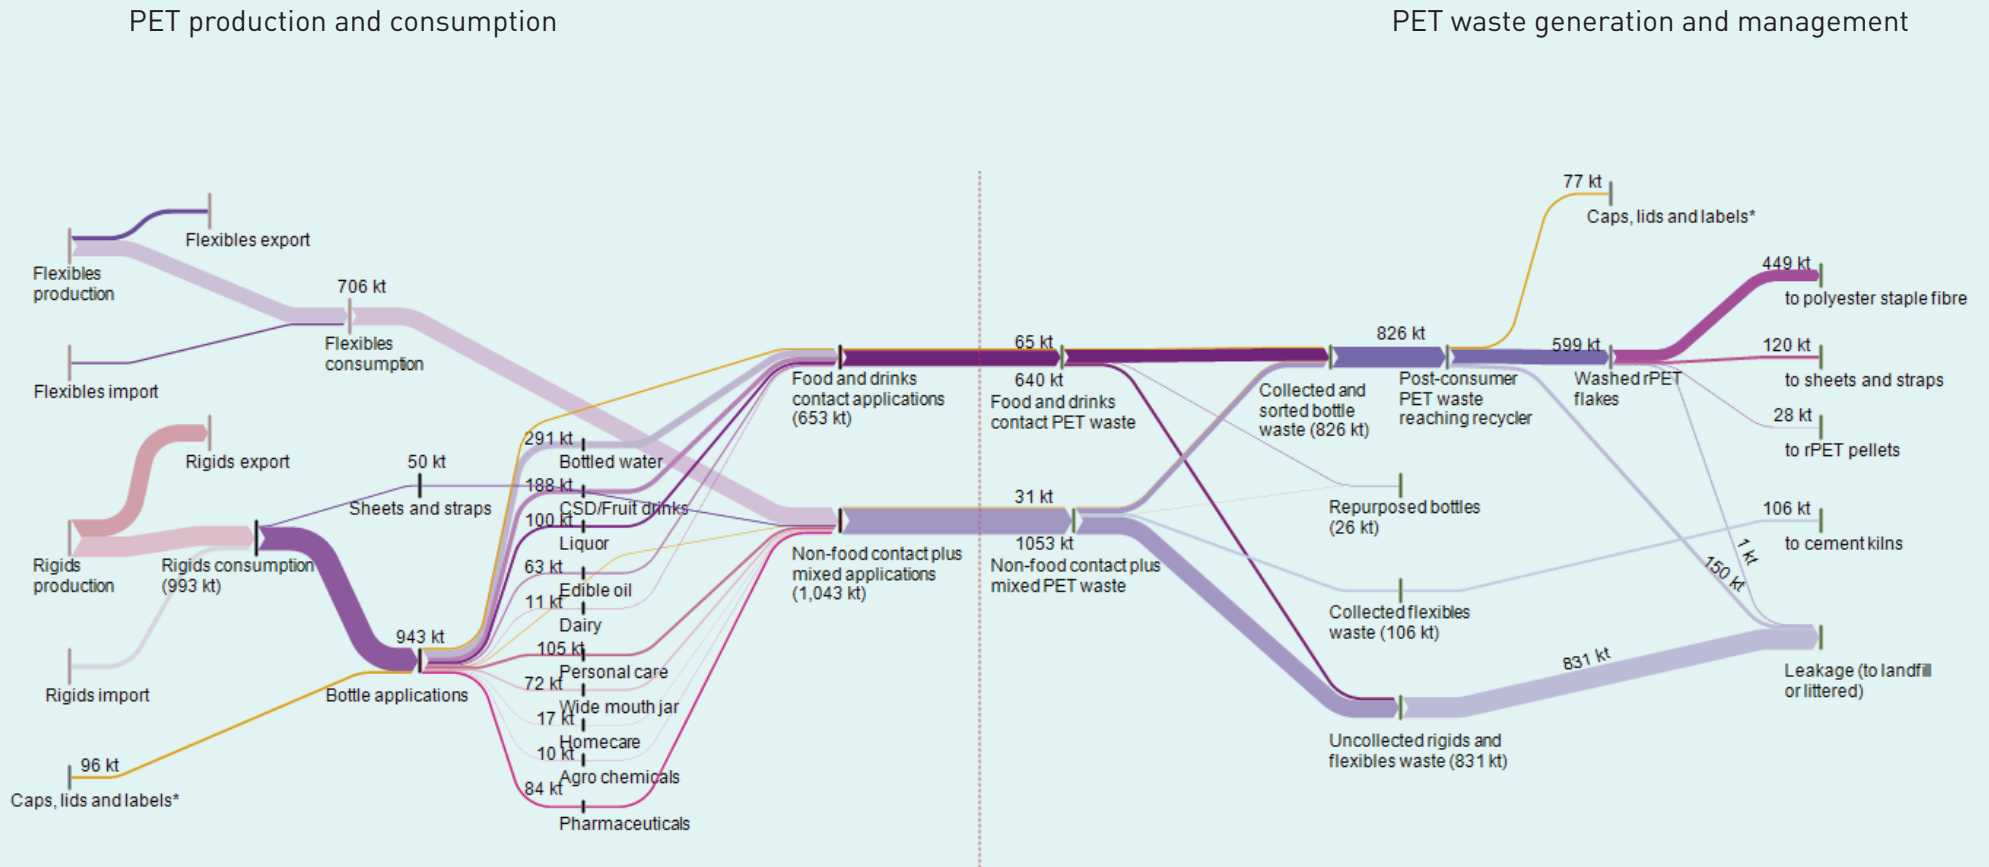 PET production and consumption
PET waste generation and management
77 kt
Caps, lids and labels*
Flexibles export
Flexibles
production
706 kt
Flexibles
consumption
Flexibles import
449 kt
to polyester staple fibre
65 kt
826 kt
599 kt
120 kt
Food and drinks
contact applications
(653 kt)
640 kt
Food and drinks
contact PET waste
Collected and
sorted bottle
waste (826 kt)
Post-consumer
PET waste
reaching recycler
Washed rPET
flakes
to sheets and straps
28 kt
to rPET pellets
Rigids export
50 kt
Sheets and straps
291 kt
Bottled water
188 kt
CSD/Fruit drinks
100 kt
Liquor
63 kt
Edible oil
11 kt
Dairy
105 kt
Personal care
72 kt
Wide mouth jar
17 kt
Homecare
10 kt
Agro chemicals
84 kt
Pharmaceuticals
Rigids
production
Rigids consumption
(993 kt)
943 kt
Bottle applications
Rigids import
96 kt
Caps, lids and labels*
Non-food contact plus
mixed applications
(1,043 kt)
31 kt
1053 kt
Non-food contact plus
mixed PET waste
Repurposed bottles
(26 kt)
106 kt
to cement kilns
1 kt
150 kt
Collected flexibles
waste (106 kt)
831 kt
Leakage (to landfill
or littered)
Uncollected rigids and
flexibles waste (831 kt)